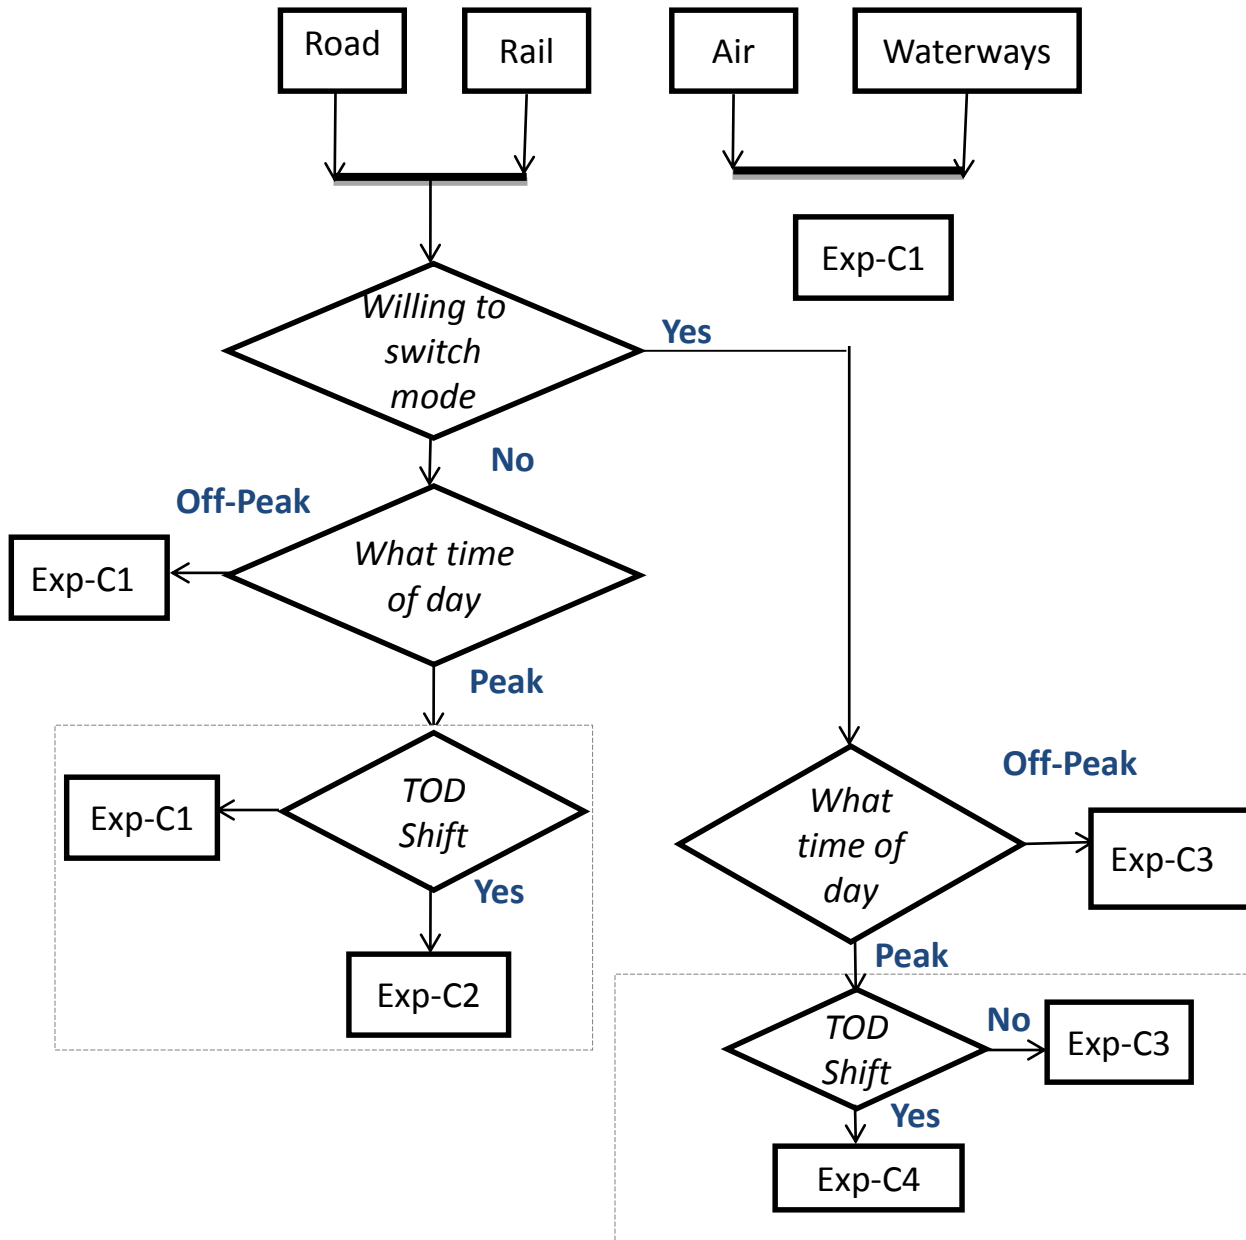 Road
Rail
Air
Waterways
Exp-C1
Willing to
switch
mode
Yes
No
Off-Peak
What time
of day
Exp-C1
Peak
TOD
Shift
Exp-C1
Yes
Exp-C2
Off-Peak
What
time of
day
Exp-C3
Peak
TOD
Shift
No
Exp-C3
Yes
Exp-C4